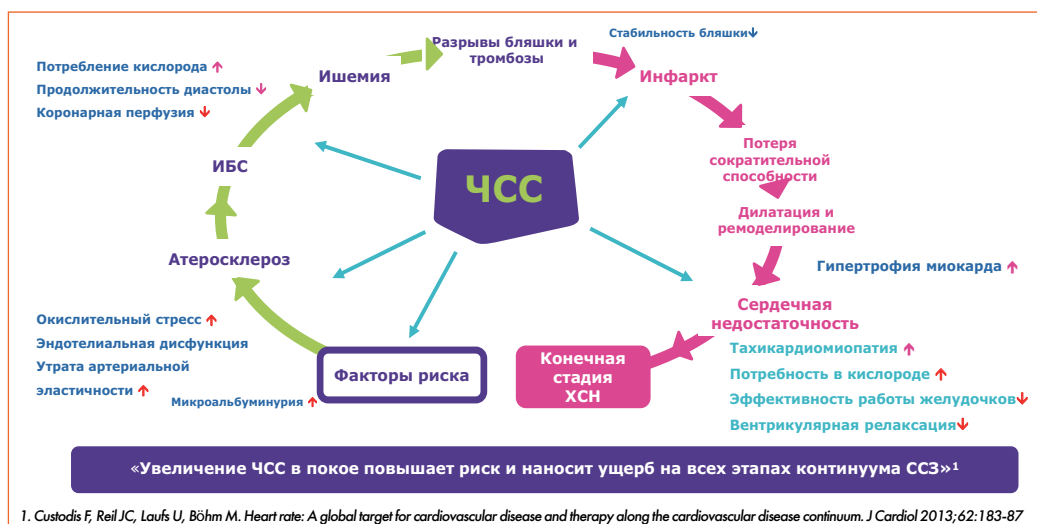 Разрывы бляшки и
тромбозы
Стабильность бляшки↓
Потребление кислорода ↑
Продолжительность диастолы ↓
Коронарная перфузия ↓
Ишемия
Инфаркт
ИБС
ЧСС
Потеря
сократительной
способности
Дилатация и
ремоделирование
Атеросклероз
Гипертрофия миокарда ↑
Окислительный стресс ↑
Эндотелиальная дисфункция
Утрата артериальной
эластичности ↑
Микроальбуминурия ↑
Факторы риска
Конечная
стадия
ХСН
Сердечная
недостаточность
Тахикардиомиопатия ↑
Потребность в кислороде ↑
Эффективность работы желудочков↓
Вентрикулярная релаксация↓
«Увеличение ЧСС в покое повышает риск и наносит ущерб на всех этапах континуума ССЗ»¹
1. Custodis F, Reil JC, Laufs U, Böhm M. Heart rate: A global target for cardiovascular disease and therapy along the cardiovascular disease continuum. J Cardiol 2013;62:183-87